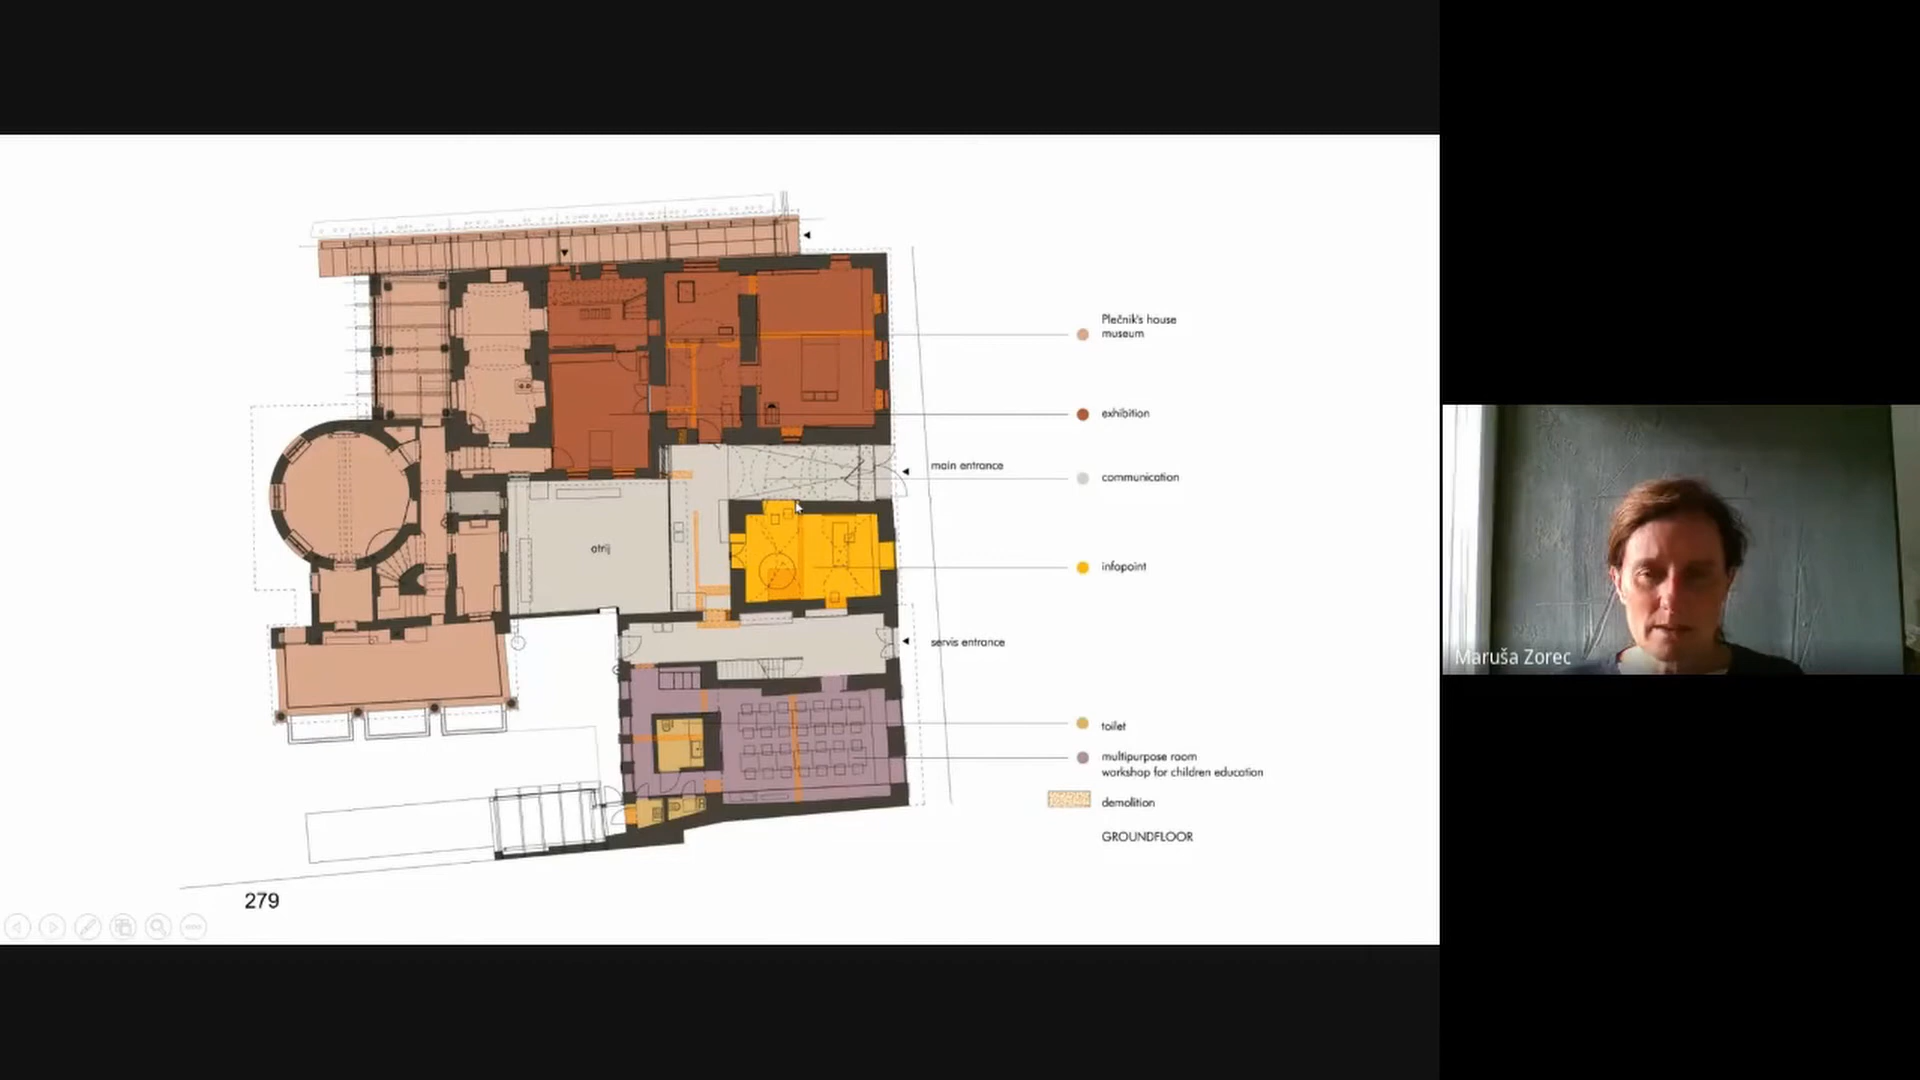 Plečnik's house
museum
exhibition
main entrance
communication
atrij
infopoint
servis entrance
toilet
multipurpose room
workshop for children education
demolition
GROUNDFLOOR
279
Maruša Zorec